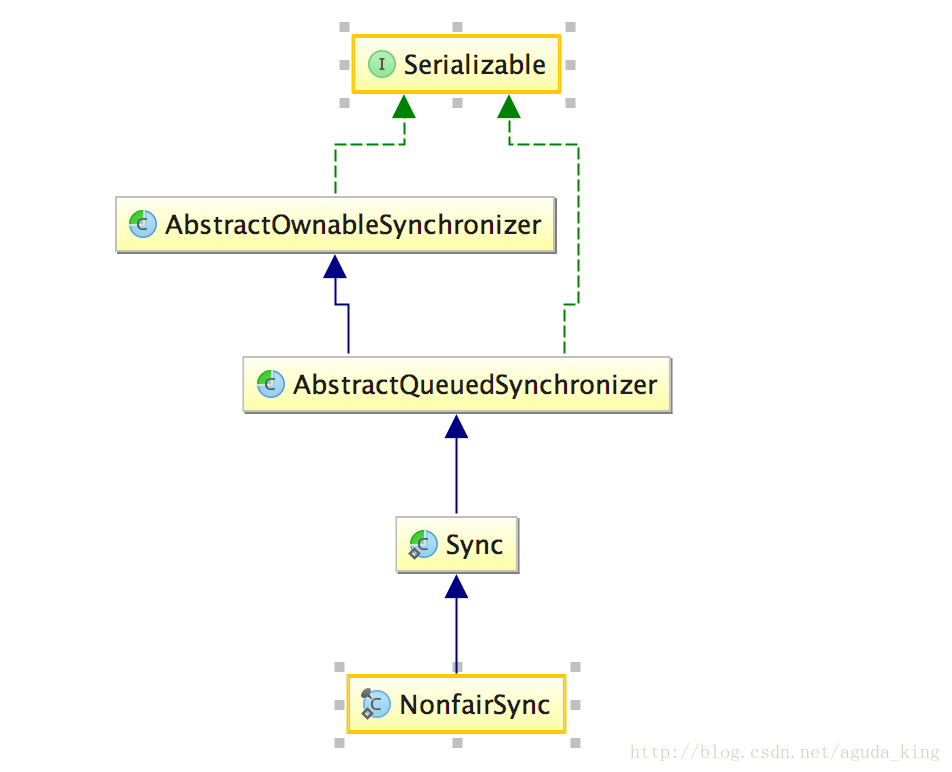 I Serializable
C AbstractOwnableSynchronizer
C AbstractQueuedSynchronizer
C Sync
C NonfairSync
http://blog.csdn.net/aguda_king